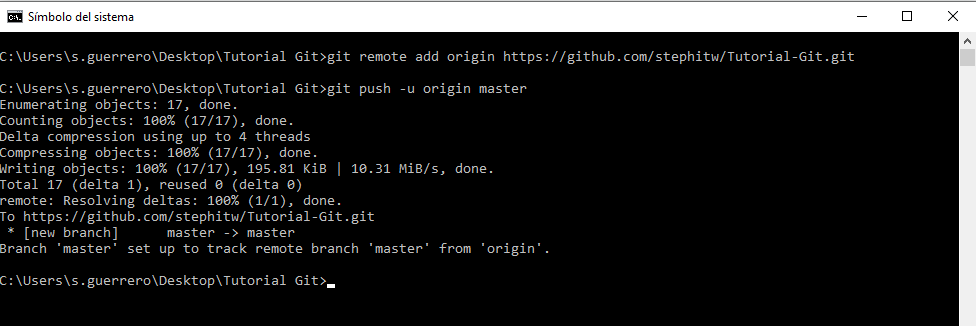 Símbolo del sistema
C:\Users\s.guerrero\Desktop\Tutorial Git>git remote add origin https://github.com/stephitw/Tutorial-Git.git
C:\Users\s.guerrero\Desktop\Tutorial Git>git push -u origin master
Enumerating objects: 17, done.
Counting objects: 100% (17/17), done.
Delta compression using up to 4 threads
Compressing objects: 100% (17/17), done.
Writing objects: 100% (17/17), 195.81 KiB | 10.31 MiB/s, done.
Total 17 (delta 1), reused 0 (delta 0)
remote: Resolving deltas: 100% (1/1), done.
To https://github.com/stephitw/Tutorial-Git.git
 * [new branch]      master -> master
Branch 'master' set up to track remote branch 'master' from 'origin'.
C:\Users\s.guerrero\Desktop\Tutorial Git>